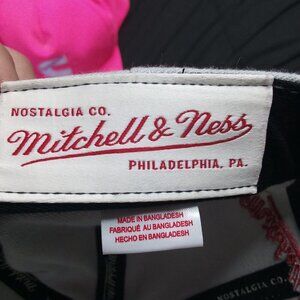 NOSTALGIA CO.
Mitchell & Ness
PHILADELPHIA, PA.
MADE IN BANGLADESH
FABRIQUÉ AU BANGLADESH
HECHO EN BANGLADESH